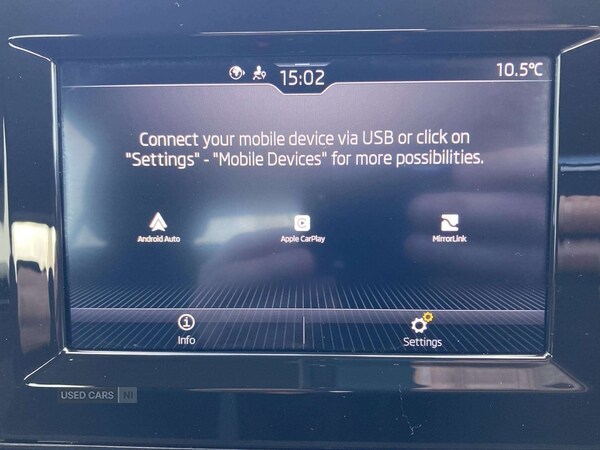 15:02
10.5°C
Connect your mobile device via USB or click on
"Settings" - "Mobile Devices" for more possibilities.
Android Auto
Apple CarPlay
MirrorLink
Info
Settings
USED CARS NI